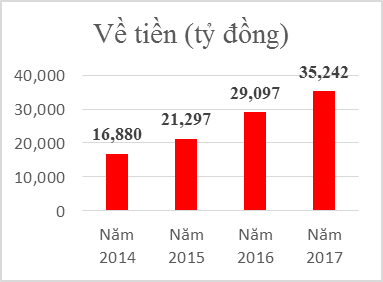 Về tiền (tỷ đồng)
40,000
30,000
20,000
10,000
0
16,880
21,297
29,097
35,242
Năm 2014
Năm 2015
Năm 2016
Năm 2017